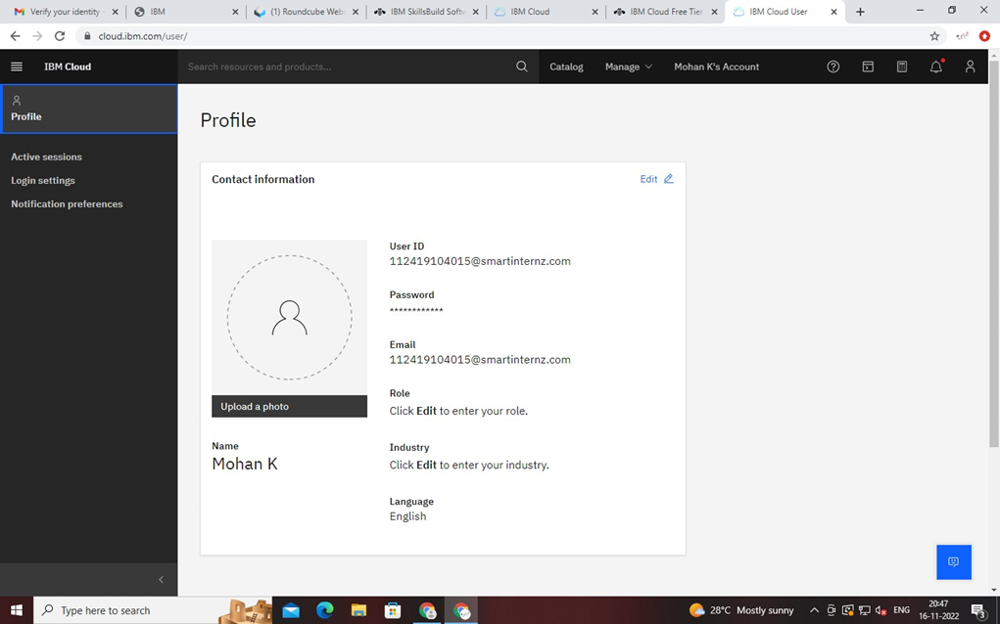 Verify your identity
IBM
(1) Roundcube Web
IBM SkillsBuild Softw
IBM Cloud
IBM Cloud Free Tier
IBM Cloud User
cloud.ibm.com/user/
IBM Cloud
Search resources and products...
Catalog
Manage
Mohan K's Account
Profile
Active sessions
Login settings
Notification preferences
Profile
Contact information
Edit
Upload a photo
Name
Mohan K
User ID
112419104015@smartinternz.com
Password
************
Email
112419104015@smartinternz.com
Role
Click Edit to enter your role.
Industry
Click Edit to enter your industry.
Language
English
Type here to search
28°C Mostly sunny
ENG
20:47
16-11-2022
3